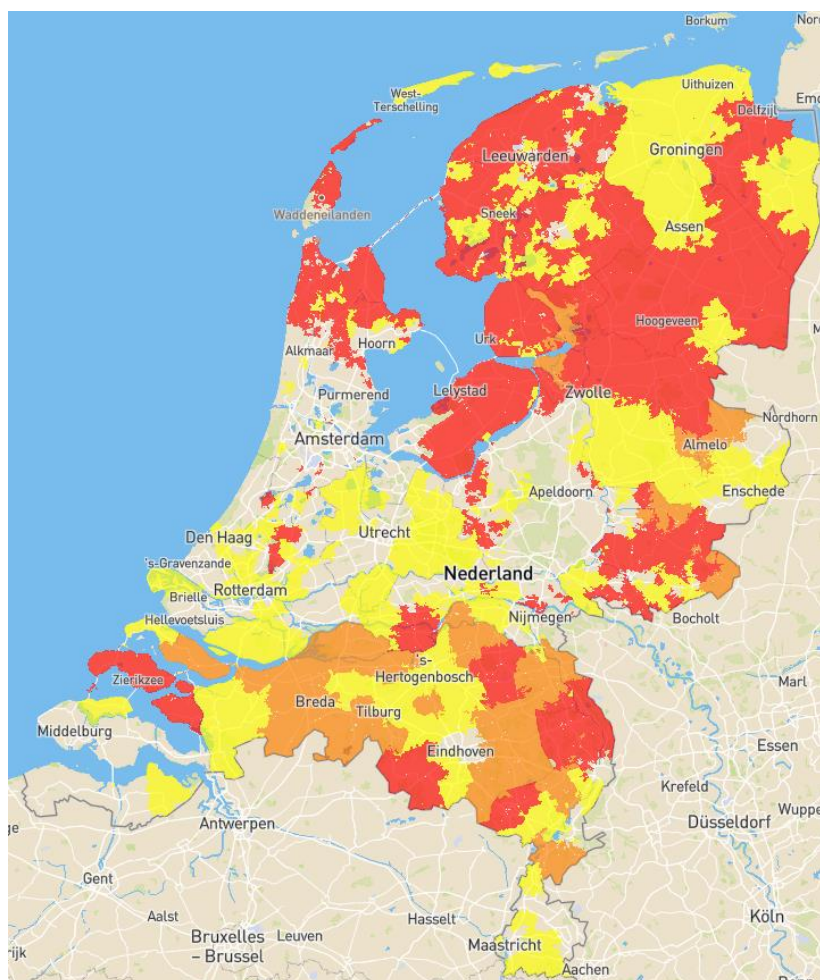 Borkum
Nor
West-
Terschelling
Uithuizen
Emd
Delfzijl
Leeuwarden
Groningen
Waddeneilanden
Sneek
Assen
Hoogeveen
Urk
Hoorn
Alkmaar
Lelystad
Zwolle
Purmerend
Nordhorn
Almelo
Amsterdam
Apeldoorn
Enschede
Utrecht
Den Haag
's-Gravenzande
Nederland
Rotterdam
Brielle
Hellevoetsluis
Nijmegen
Bocholt
's-
Hertogenbosch
Zierikzee
Marl
Breda
Tilburg
Middelburg
Eindhoven
Essen
Krefeld
Wuppe
Düsseldorf
ge
Antwerpen
Gent
Aalst
Hasselt
Köln
Bruxelles
– Brussel
Leuven
Maastricht
rijk
Aachen